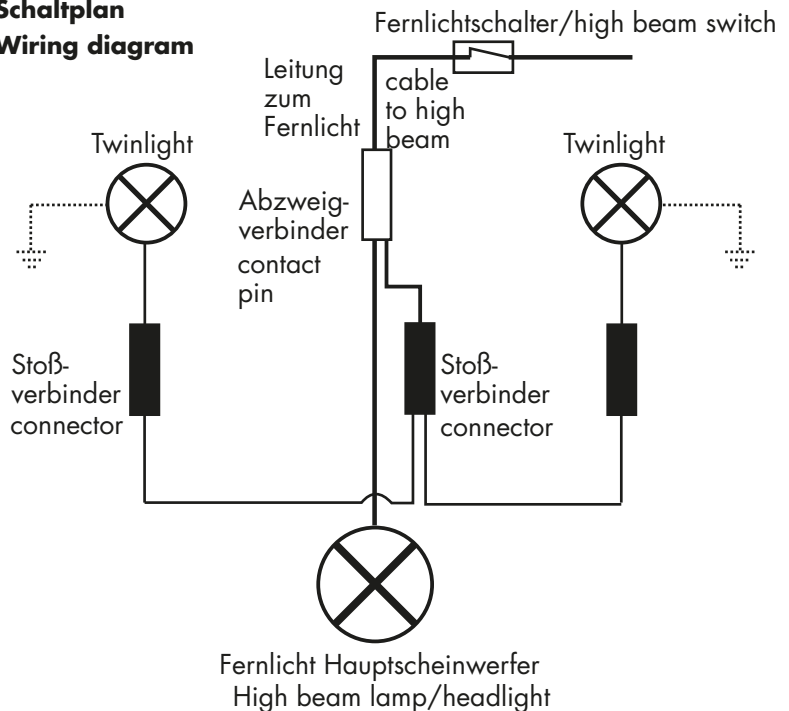 Schaltplan
Wiring diagram
Fernlichtschalter/high beam switch
Leitung
zum
Fernlicht
cable
to high
beam
Twinlight
Twinlight
Abzweig-
verbinder
contact
pin
Stoß-
verbinder
connector
Stoß-
verbinder
connector
Fernlicht Hauptscheinwerfer
High beam lamp/headlight